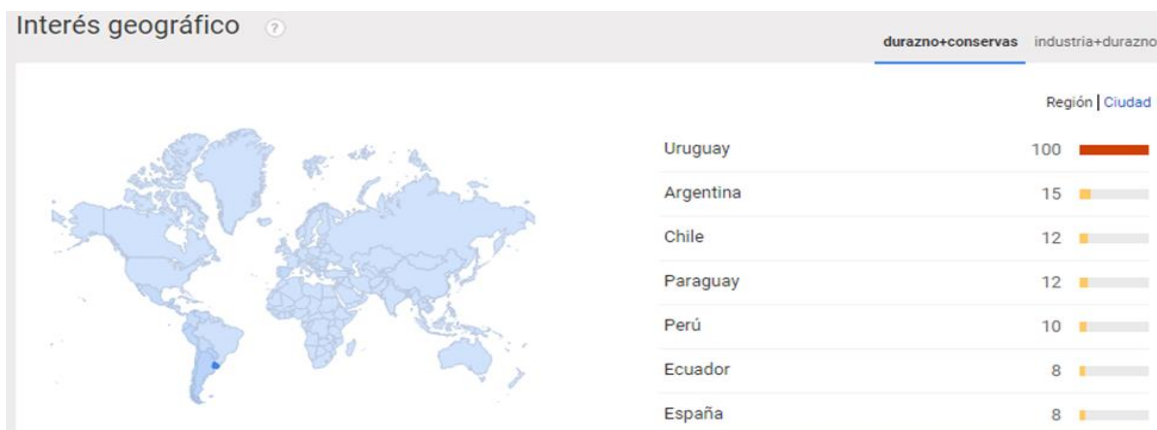 Interés geográfico ?
durazno+conservas industria+durazno
Región | Ciudad
Uruguay 100
Argentina 15
Chile 12
Paraguay 12
Perú 10
Ecuador 8
España 8